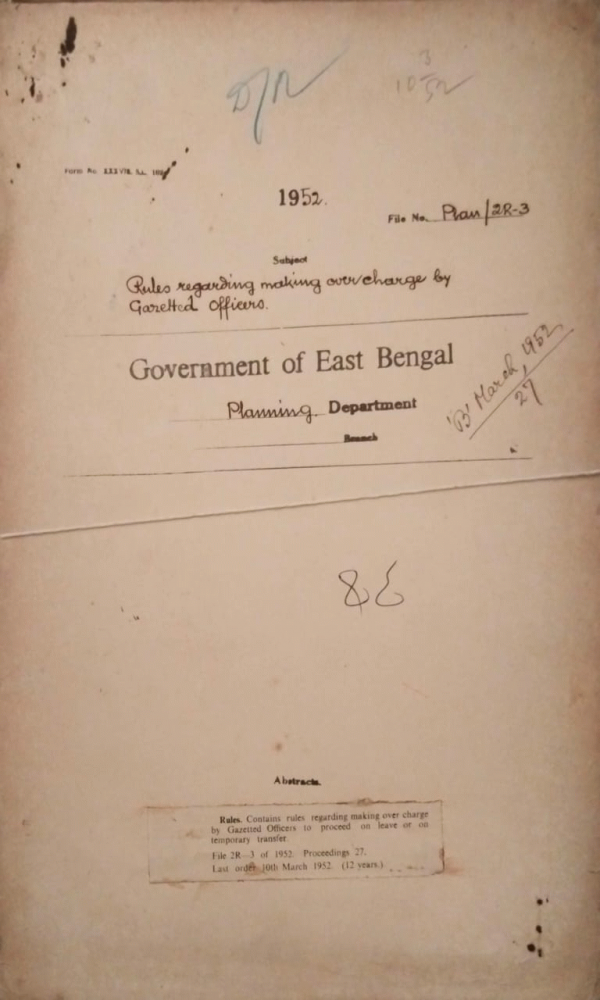 D/R
10 3/52
Form No. XXXVIII.
1952.
File No. Plan/2R-3
Subject
Rules regarding making over charge by
Gazetted Officers.
Government of East Bengal
Planning Department
Branch
'B' March, 1952
27
৪৫
Abstracts.
Rules. Contains rules regarding making over charge
by Gazetted Officers to proceed on leave or on
temporary transfer.
File 2R—3 of 1952. Proceedings 27.
Last order 10th March 1952. (12 years.)